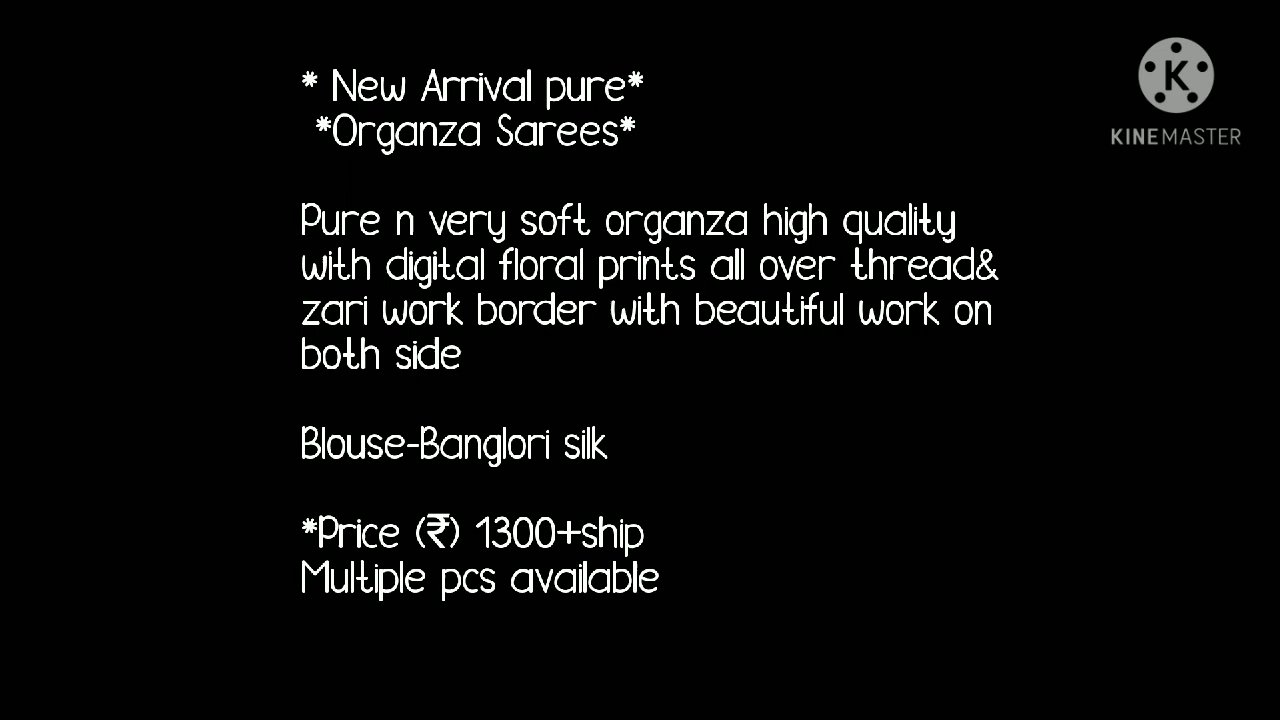 * New Arrival pure*
*Organza Sarees*
Pure n very soft organza high quality
with digital floral prints all over thread&
zari work border with beautiful work on
both side
Blouse-Banglori silk
*Price (₹) 1300+ship
Multiple pcs available
K
KINEMASTER